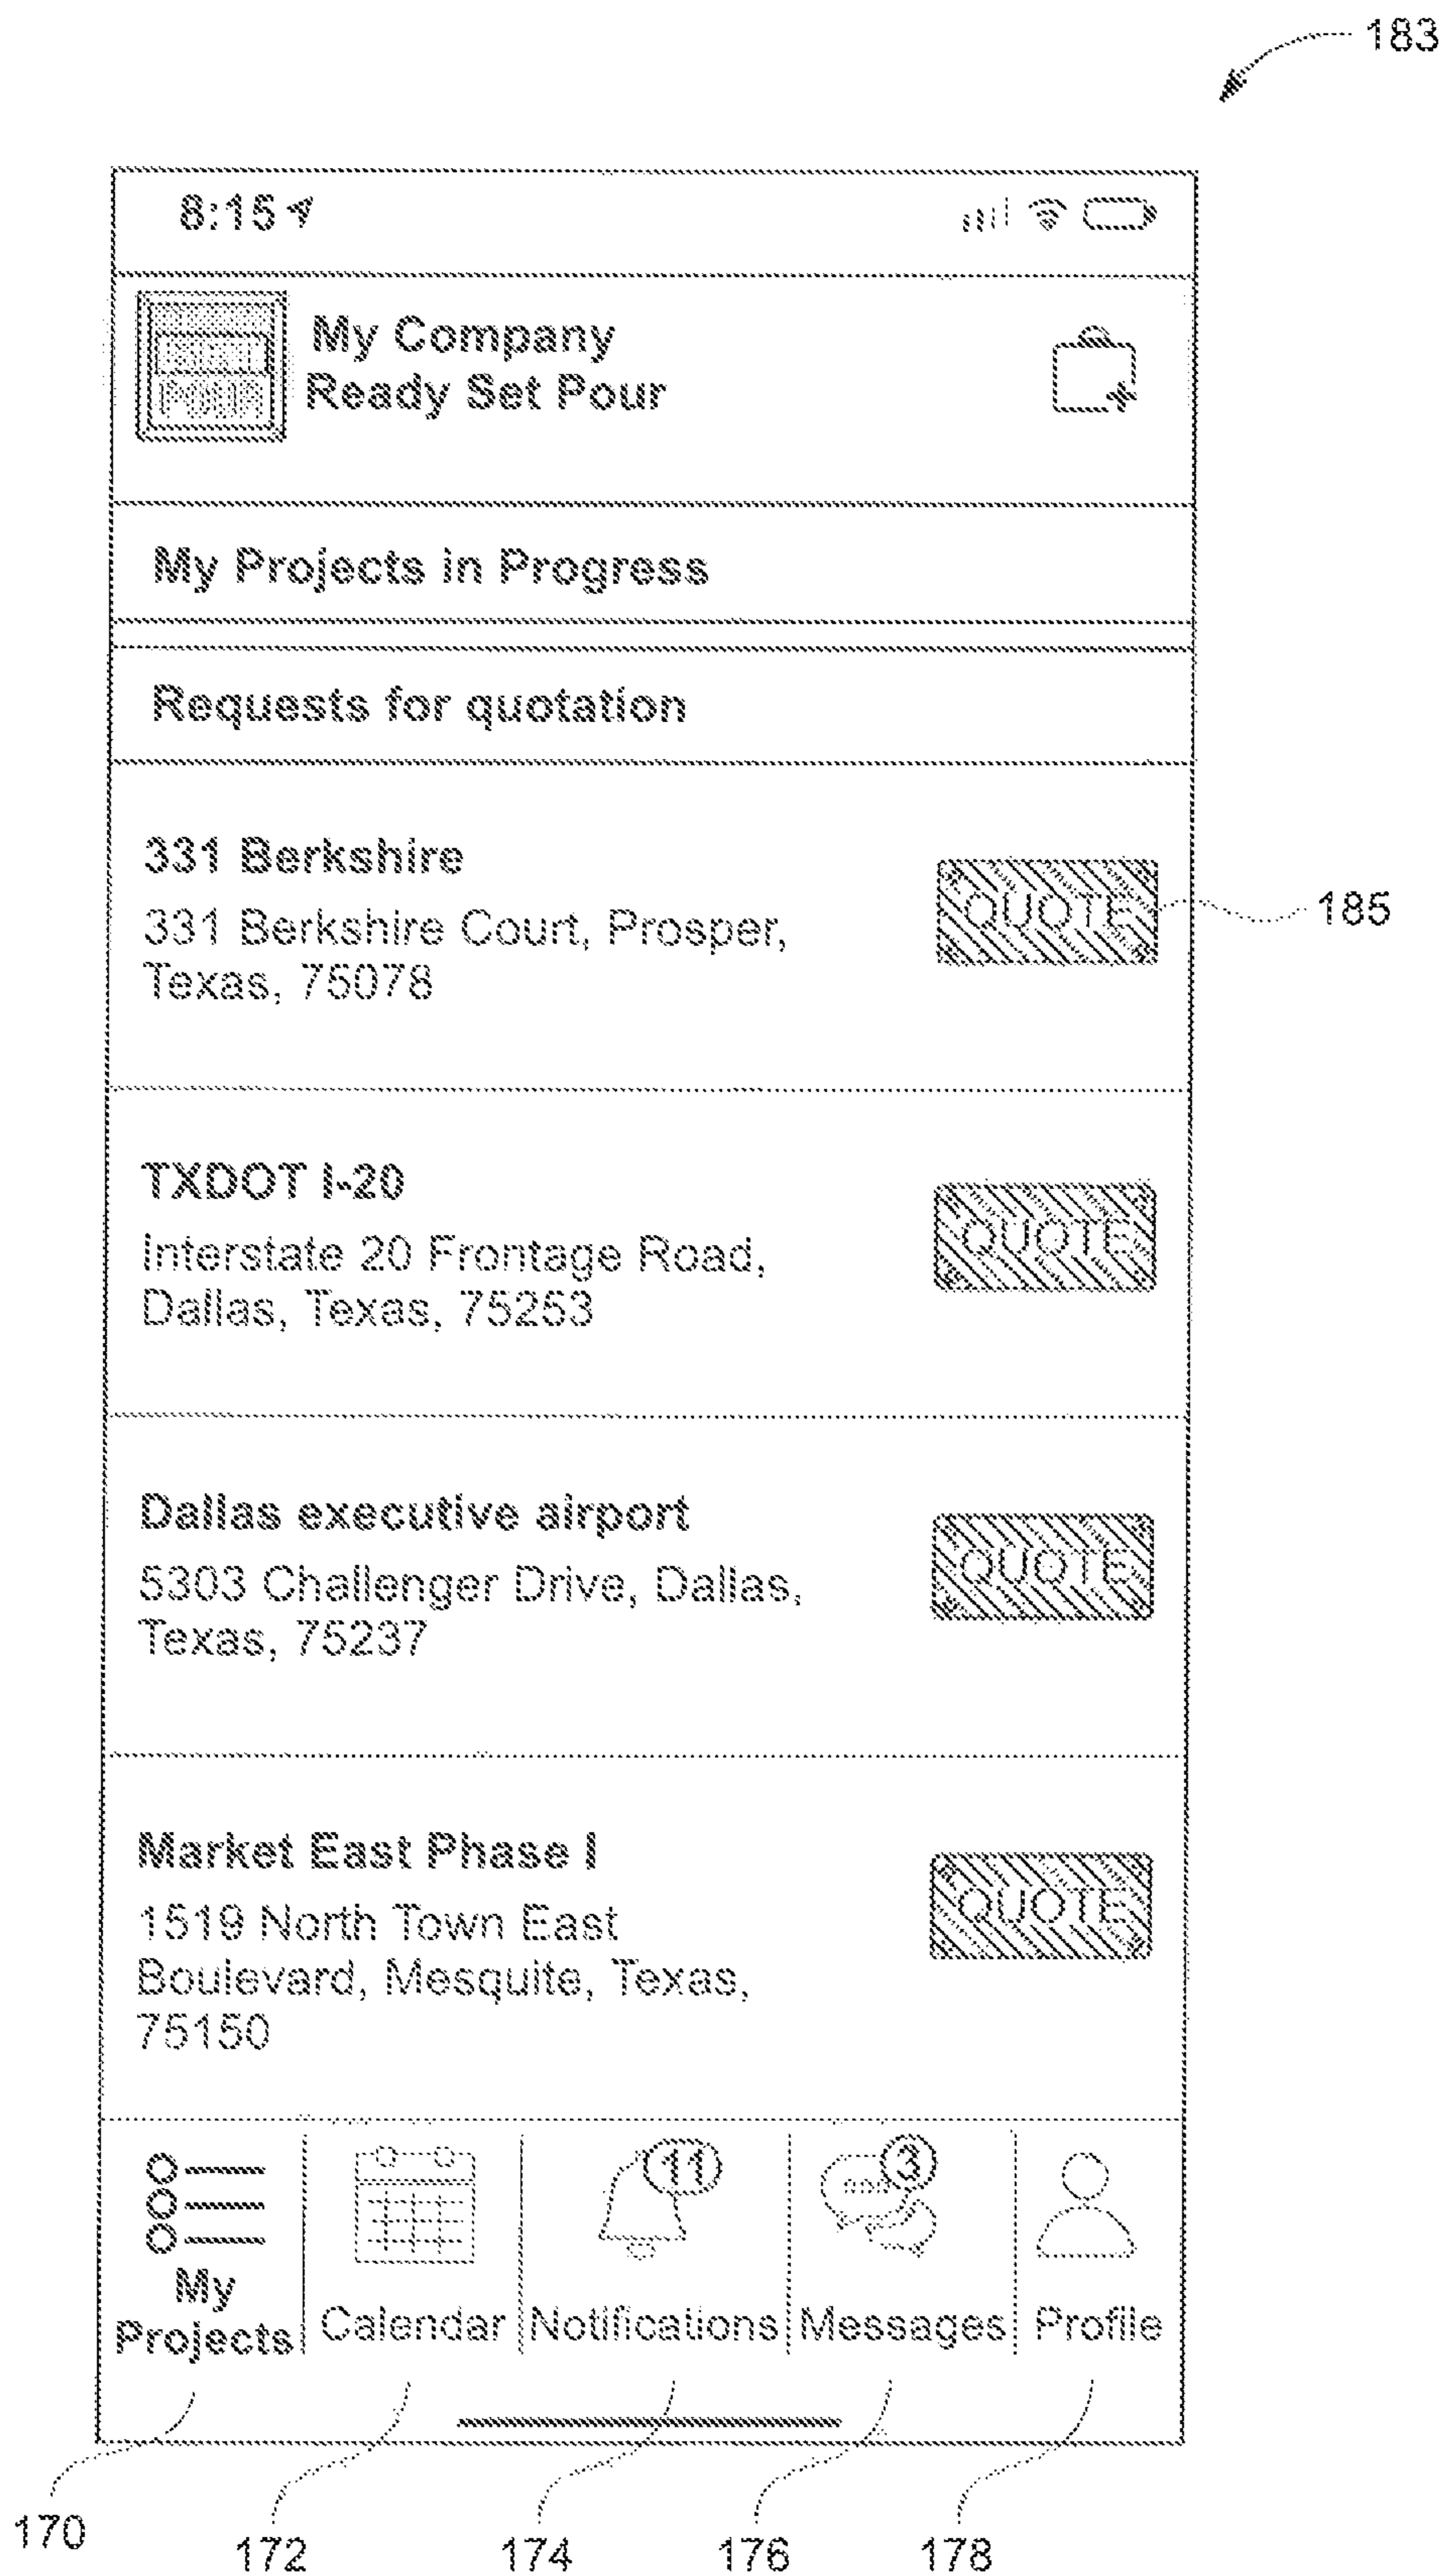 183
8:15
My Company
Ready Set Pour
My Projects in Progress
Requests for quotation
331 Berkshire
331 Berkshire Court, Prosper,
Texas, 75078
QUOTE
185
TXDOT I-20
Interstate 20 Frontage Road,
Dallas, Texas, 75253
QUOTE
Dallas executive airport
5303 Challenger Drive, Dallas,
Texas, 75237
QUOTE
Market East Phase I
1519 North Town East
Boulevard, Mesquite, Texas,
75150
QUOTE
11
3
My
Projects
Calendar
Notifications
Messages
Profile
170
172
174
176
178